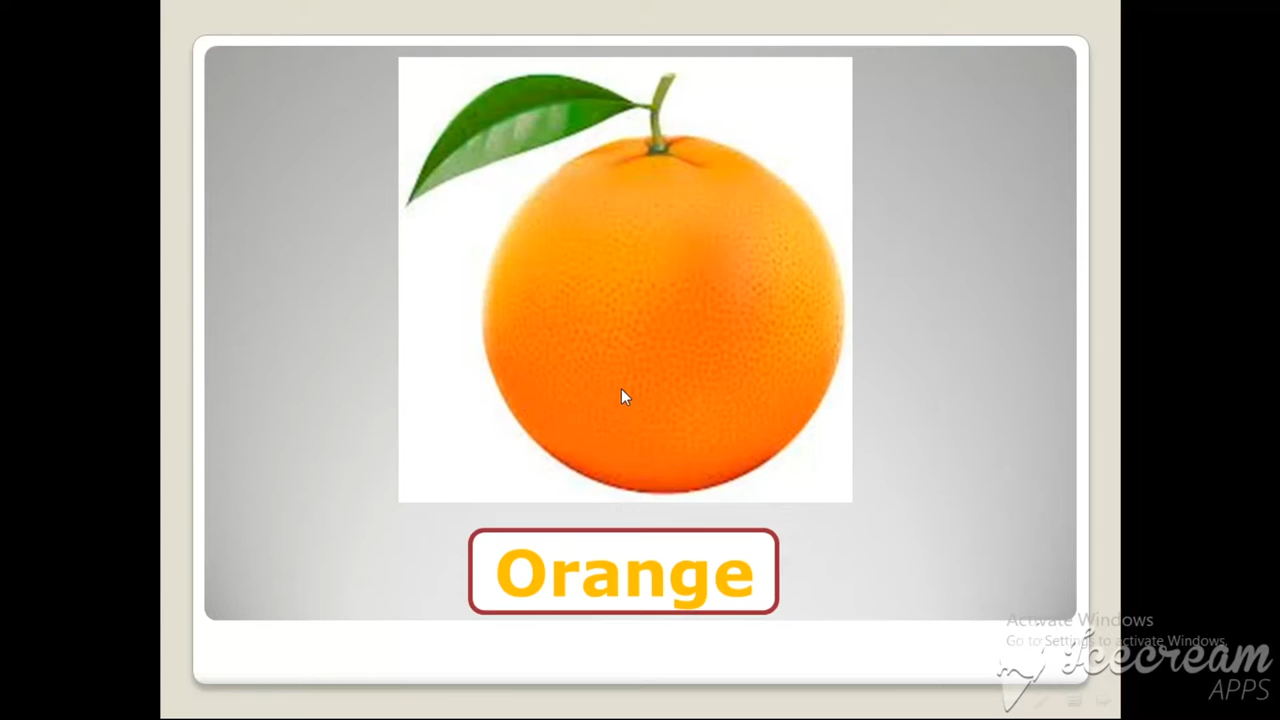 Orange
Activate Windows
Go to Settings to activate Windows.
Icecream
APPS